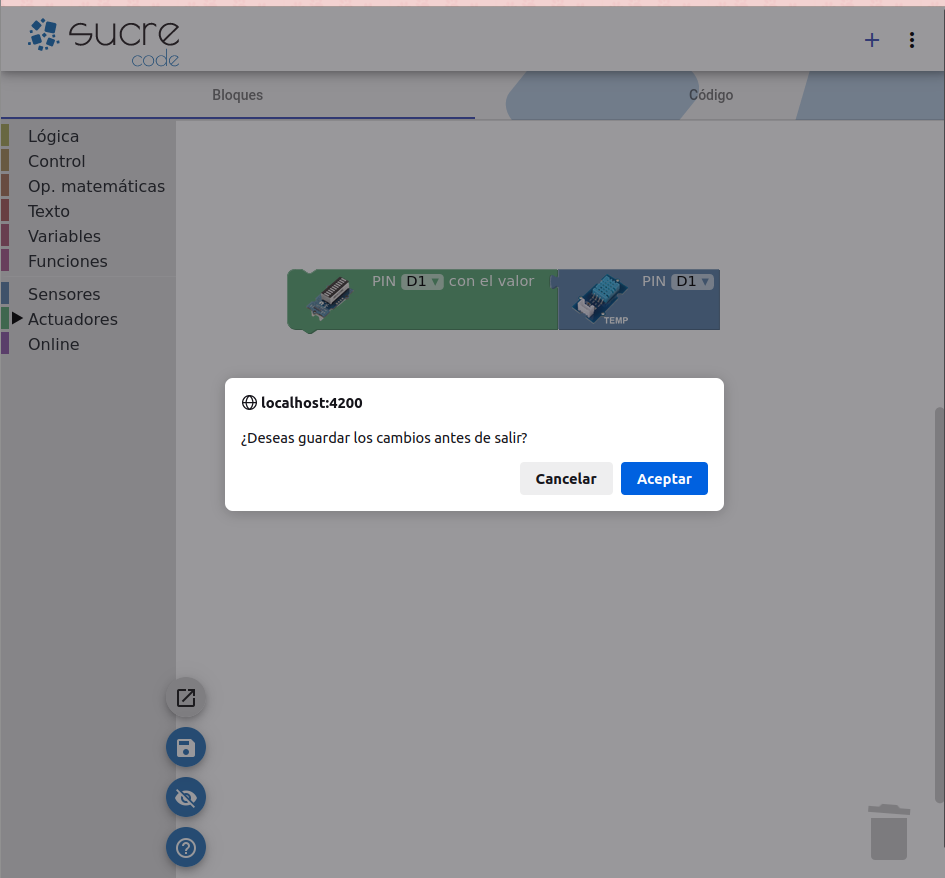 sucre
code
Bloques
Código
Lógica
Control
Op. matemáticas
Texto
Variables
Funciones
Sensores
Actuadores
Online
PIN D1 con el valor
PIN D1
TEMP
localhost:4200
¿Deseas guardar los cambios antes de salir?
Cancelar
Aceptar